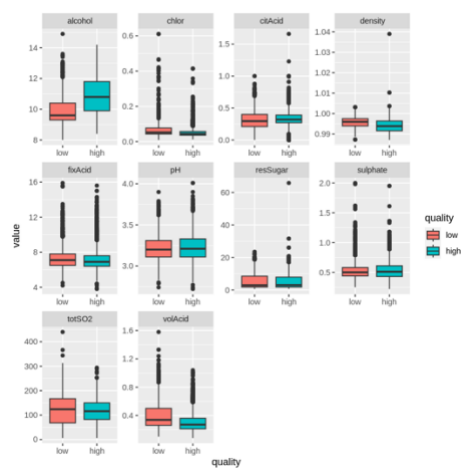 alcohol chlor citAcid density
14 12 10 8
0.6 0.4 0.2 0.0
1.5 1.0 0.5 0.0
1.04 1.03 1.02 1.01 1.00 0.99
low high low high low high low high
fixAcid pH resSugar sulphate
16 12 8 4
4.0 3.6 3.3 3.0
60 40 20 0
2.0 1.5 1.0 0.5
low high low high low high low high
value
quality
low
high
totSO2 volAcid
400 300 200 100 0
1.6 1.2 0.8 0.4
low high low high
quality